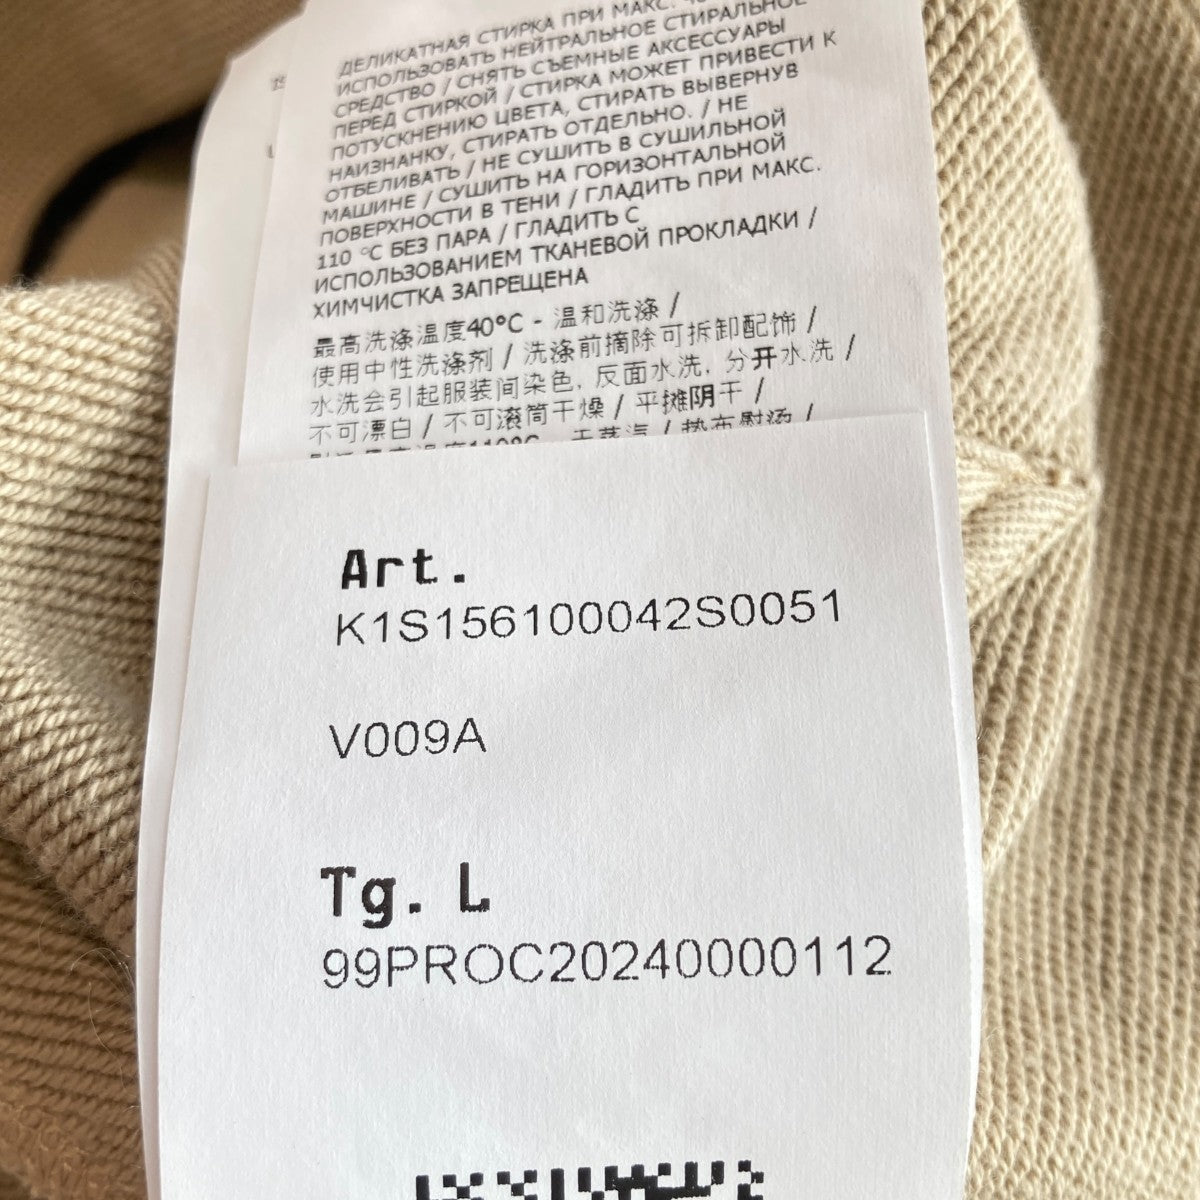 ДЕЛИКАТНАЯ СТИРКА ПРИ МАКС.
ИСПОЛЬЗОВАТЬ НЕЙТРАЛЬНОЕ СТИРАЛЬНОЕ
СРЕДСТВО / СНЯТЬ СЪЕМНЫЕ АКСЕССУАРЫ
ПЕРЕД СТИРКОЙ / СТИРКА МОЖЕТ ПРИВЕСТИ К
ПОТУСКНЕНИЮ ЦВЕТА, СТИРАТЬ ВЫВЕРНУВ
НАИЗНАНКУ, СТИРАТЬ ОТДЕЛЬНО. / НЕ
ОТБЕЛИВАТЬ / НЕ СУШИТЬ В СУШИЛЬНОЙ
МАШИНЕ / СУШИТЬ НА ГОРИЗОНТАЛЬНОЙ
ПОВЕРХНОСТИ В ТЕНИ / ГЛАДИТЬ ПРИ МАКС.
110 °C БЕЗ ПАРА / ГЛАДИТЬ С
ИСПОЛЬЗОВАНИЕМ ТКАНЕВОЙ ПРОКЛАДКИ /
ХИМЧИСТКА ЗАПРЕЩЕНА
最高洗涤温度40°C - 温和洗涤 /
使用中性洗涤剂 / 洗涤前摘除可拆卸配饰 /
水洗会引起服装间染色, 反面水洗, 分开水洗 /
不可漂白 / 不可滚筒干燥 / 平摊阴干 /
Art.
K1S156100042S0051
V009A
Tg. L
99PROC20240000112